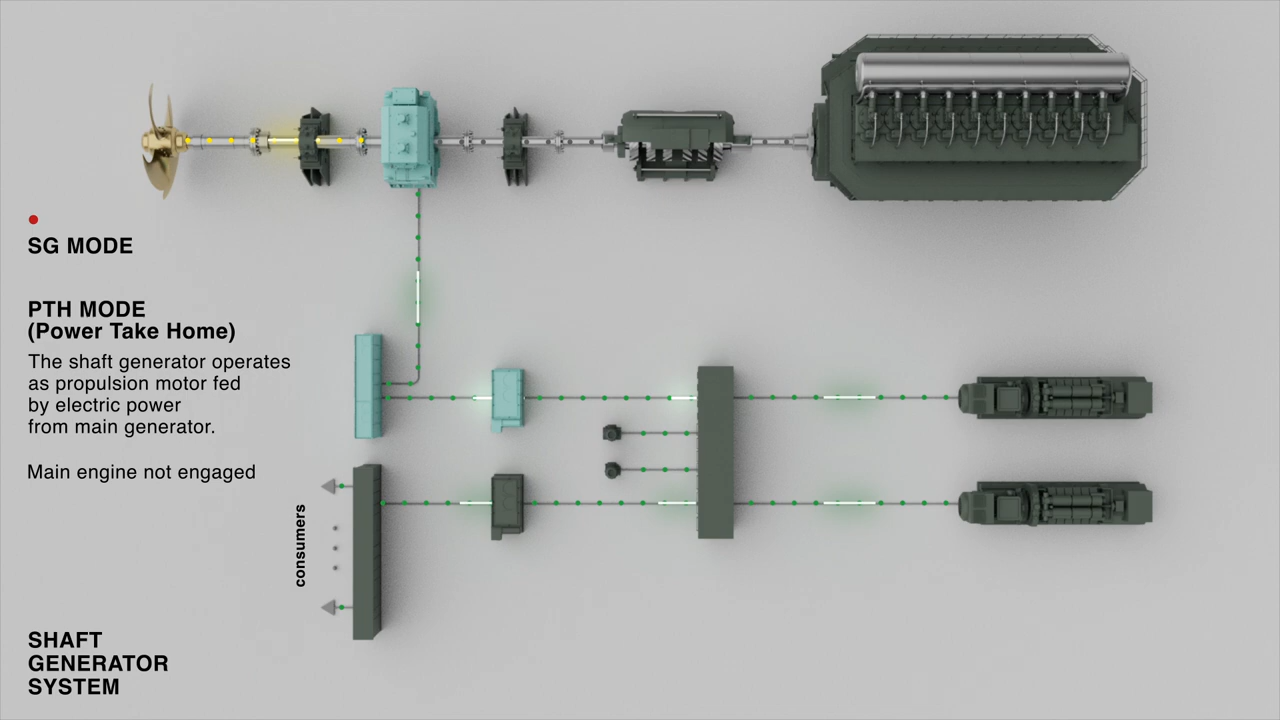 SG MODE
PTH MODE
(Power Take Home)
The shaft generator operates
as propulsion motor fed
by electric power
from main generator.
Main engine not engaged
consumers
SHAFT
GENERATOR
SYSTEM